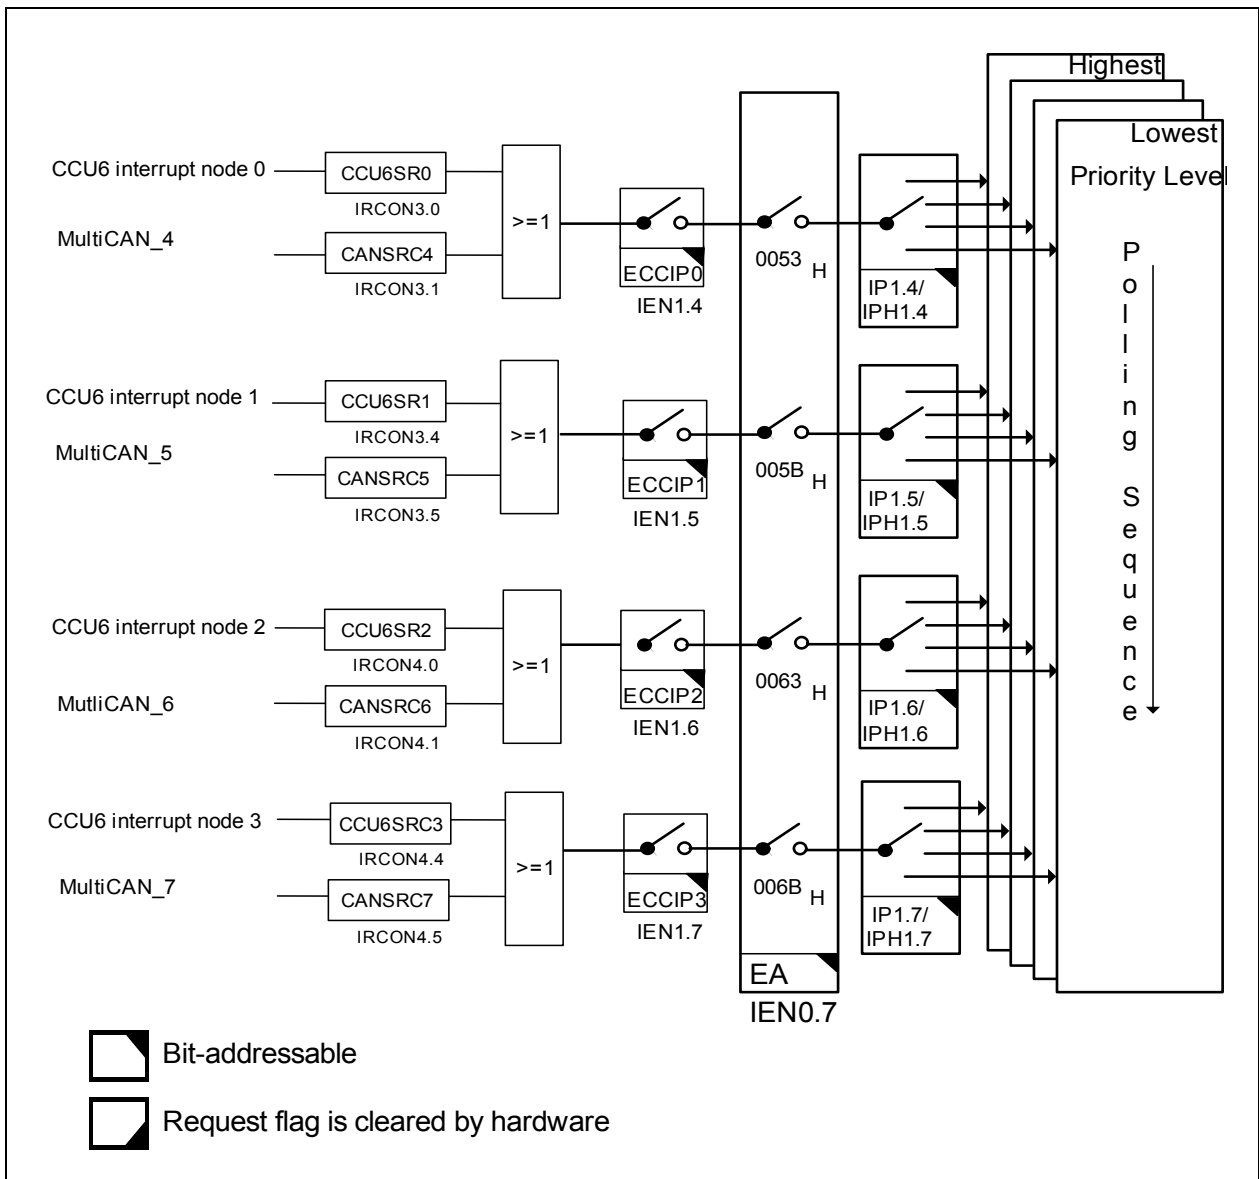 Highest
Lowest
Priority Level
Polling Sequence
CCU6 interrupt node 0
CCU6SR0
IRCON3.0
MultiCAN_4
CANSRC4
IRCON3.1
>=1
ECCIP0
IEN1.4
0053 H
IP1.4/
IPH1.4
CCU6 interrupt node 1
CCU6SR1
IRCON3.4
MultiCAN_5
CANSRC5
IRCON3.5
>=1
ECCIP1
IEN1.5
005B H
IP1.5/
IPH1.5
CCU6 interrupt node 2
CCU6SR2
IRCON4.0
MutliCAN_6
CANSRC6
IRCON4.1
>=1
ECCIP2
IEN1.6
0063 H
IP1.6/
IPH1.6
CCU6 interrupt node 3
CCU6SRC3
IRCON4.4
MultiCAN_7
CANSRC7
IRCON4.5
>=1
ECCIP3
IEN1.7
006B H
IP1.7/
IPH1.7
EA
IEN0.7
Bit-addressable
Request flag is cleared by hardware